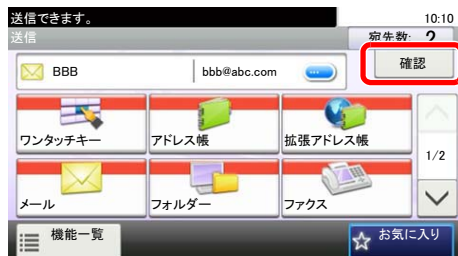 送信できます。
10:10
送信
宛先数: 2
確認
BBB
bbb@abc.com
ワンタッチキー
アドレス帳
拡張アドレス帳
1/2
メール
フォルダー
ファクス
機能一覧
お気に入り